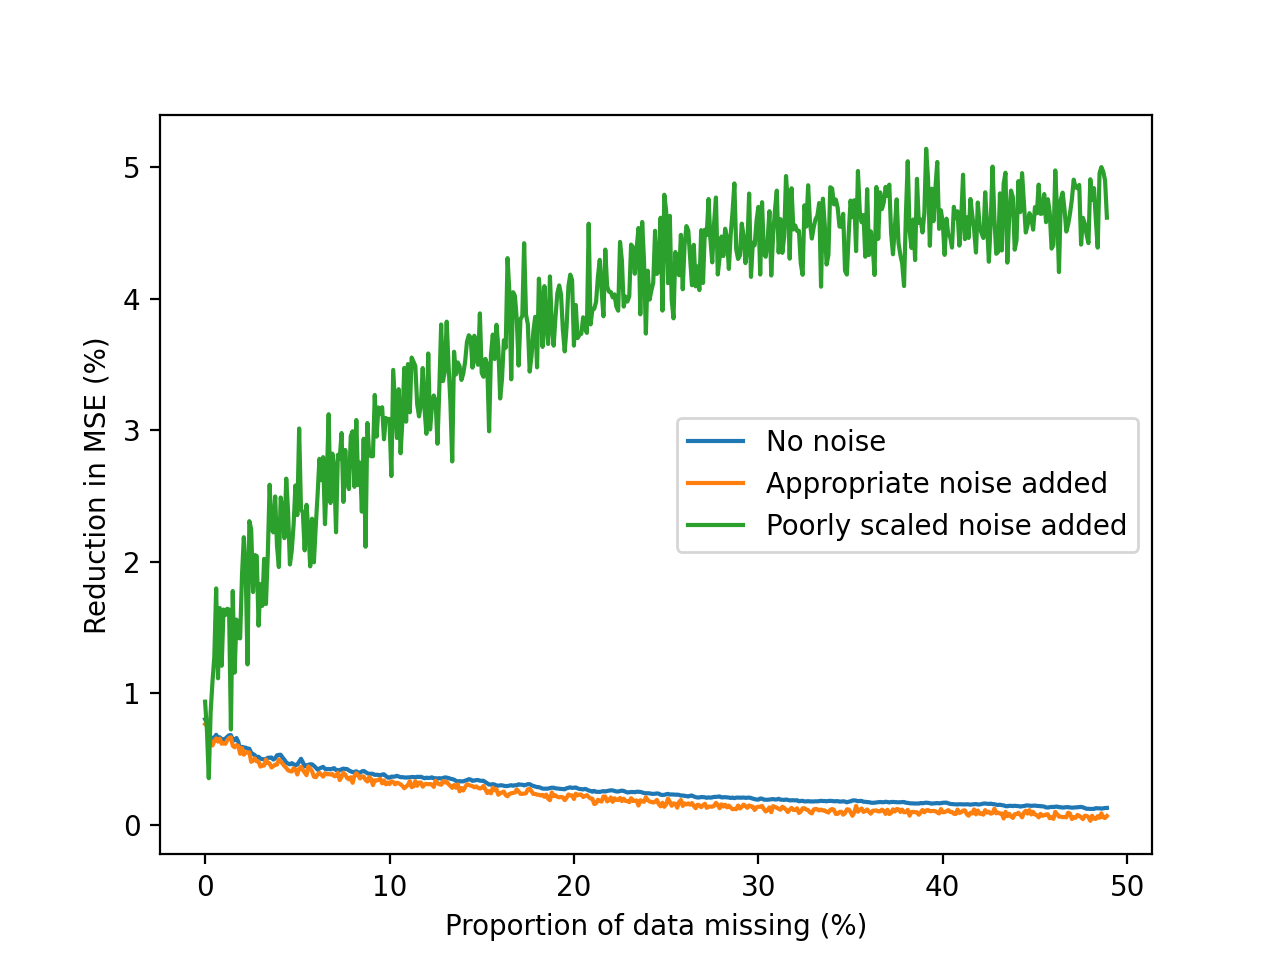 5
4
3
2
1
0
Reduction in MSE (%)
No noise
Appropriate noise added
Poorly scaled noise added
0 10 20 30 40 50
Proportion of data missing (%)